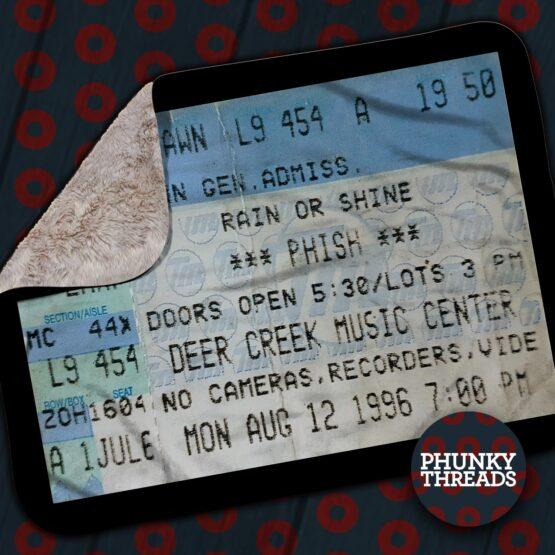 AWN L9 454 A 19 50
N GEN.ADMISS.
RAIN OR SHINE
*** PHISH ***
DOORS OPEN 5:30/LOTS 3 PM
DEER CREEK MUSIC CENTER
NO CAMERAS,RECORDERS,VIDE
MON AUG 12 1996 7:00 PM
SECTION/AISLE
MC 44X
L9 454
ROW/BOX SEAT
20H1604
A 1JUL6
PHUNKY
THREADS